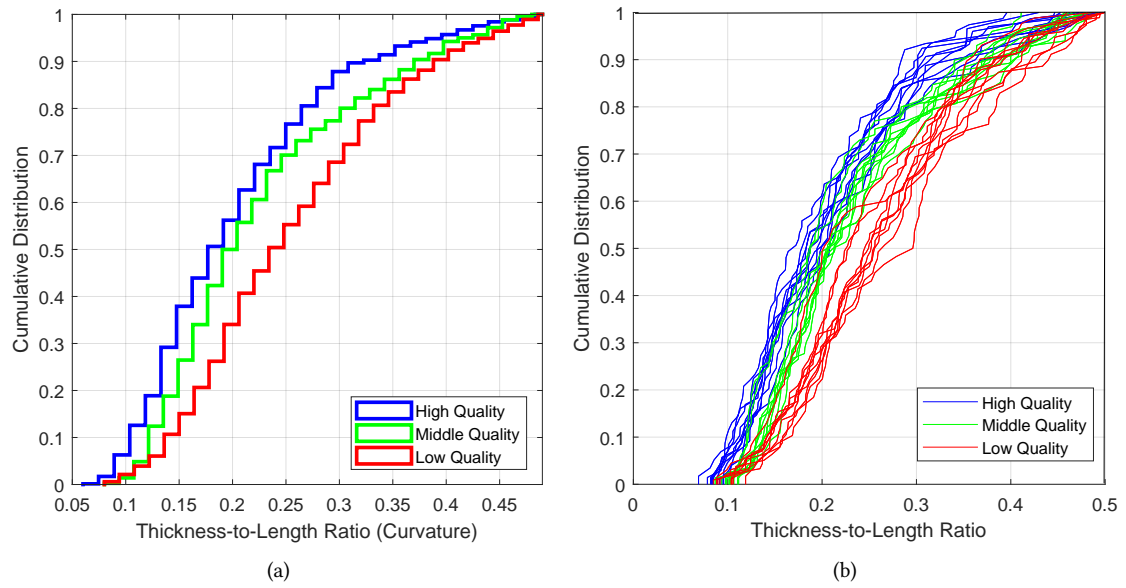 1
0.9
0.8
0.7
0.6
0.5
0.4
0.3
0.2
0.1
0
Cumulative Distribution
0.05 0.1 0.15 0.2 0.25 0.3 0.35 0.4 0.45
Thickness-to-Length Ratio (Curvature)
High Quality
Middle Quality
Low Quality
(a)
1
0.9
0.8
0.7
0.6
0.5
0.4
0.3
0.2
0.1
0
Cumulative Distribution
0 0.1 0.2 0.3 0.4 0.5
Thickness-to-Length Ratio
High Quality
Middle Quality
Low Quality
(b)